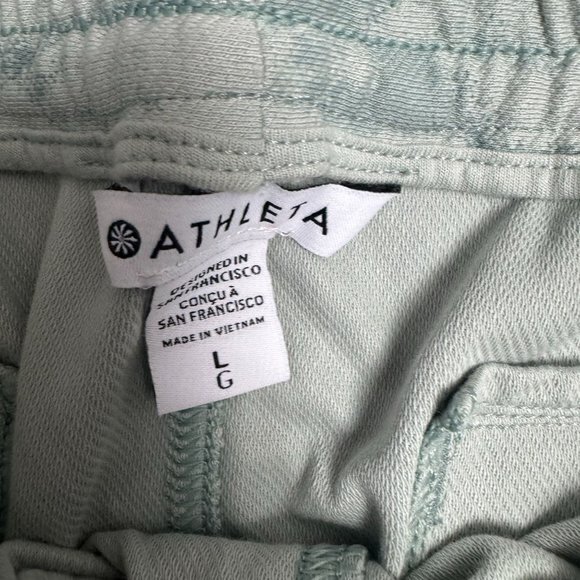 ATHLETA
DESIGNED IN
SAN FRANCISCO
CONÇU À
SAN FRANCISCO
MADE IN VIETNAM
L
G